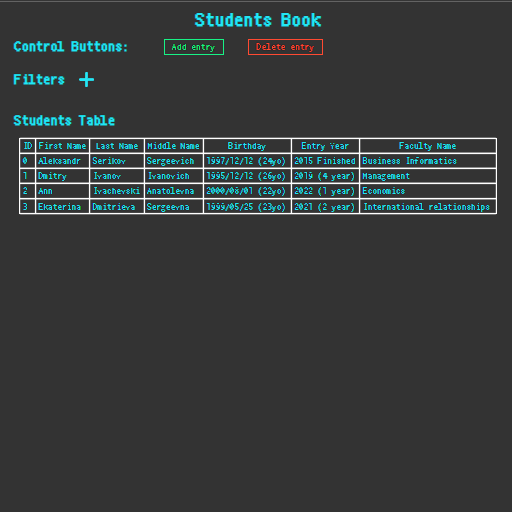 Students Book
Control Buttons: Add entry Delete entry
Filters +
Students Table
ID First Name Last Name Middle Name Birthday Entry Year Faculty Name
0 Aleksandr Serikov Sergeevich 1997/12/12 (24yo) 2015 Finished Business Informatics
1 Dmitry Ivanov Ivanovich 1995/12/12 (26yo) 2019 (4 year) Management
2 Ann Ivachevski Anatolevna 2000/08/01 (22yo) 2022 (1 year) Economics
3 Ekaterina Dmitrieva Sergeevna 1999/05/25 (23yo) 2021 (2 year) International relationships